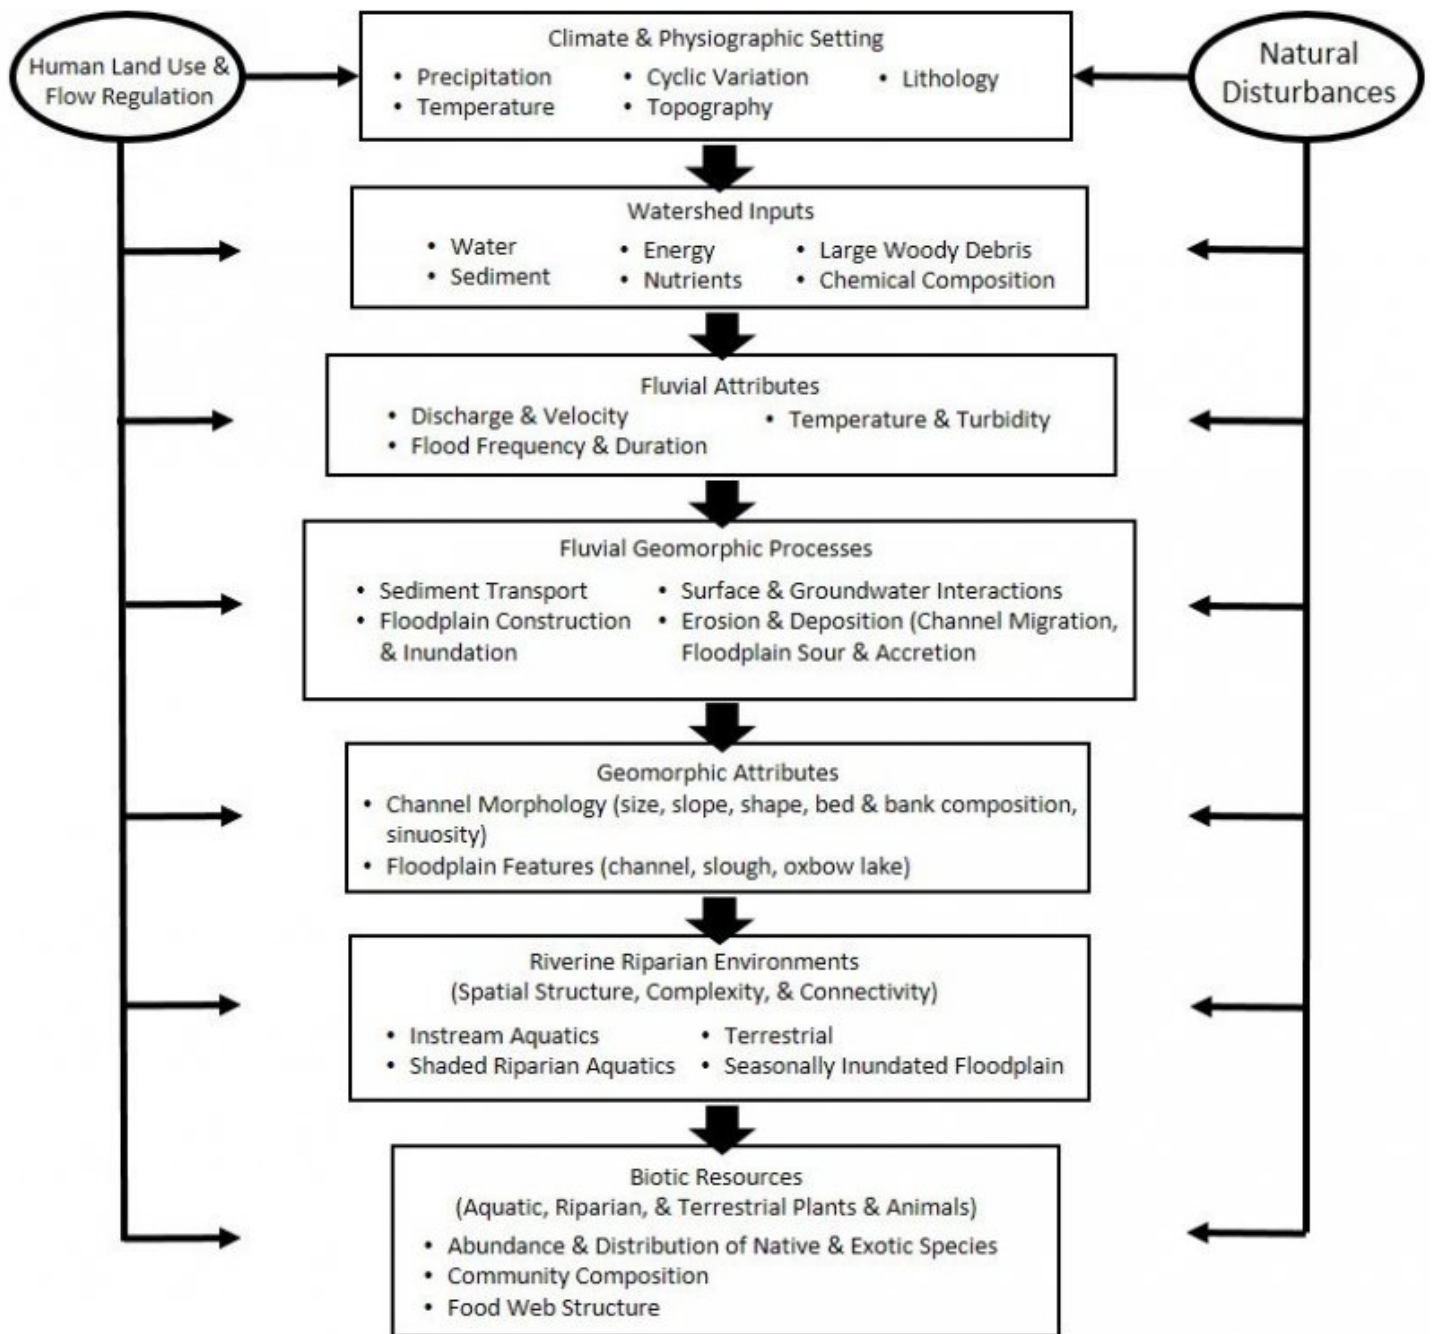 Human Land Use &
Flow Regulation
Climate & Physiographic Setting
• Precipitation
• Temperature
• Cyclic Variation
• Topography
• Lithology
Natural
Disturbances
Watershed Inputs
• Water
• Sediment
• Energy
• Nutrients
• Large Woody Debris
• Chemical Composition
Fluvial Attributes
• Discharge & Velocity
• Flood Frequency & Duration
• Temperature & Turbidity
Fluvial Geomorphic Processes
• Sediment Transport
• Floodplain Construction
& Inundation
• Surface & Groundwater Interactions
• Erosion & Deposition (Channel Migration,
Floodplain Sour & Accretion
Geomorphic Attributes
• Channel Morphology (size, slope, shape, bed & bank composition,
sinuosity)
• Floodplain Features (channel, slough, oxbow lake)
Riverine Riparian Environments
(Spatial Structure, Complexity, & Connectivity)
• Instream Aquatics
• Shaded Riparian Aquatics
• Terrestrial
• Seasonally Inundated Floodplain
Biotic Resources
(Aquatic, Riparian, & Terrestrial Plants & Animals)
• Abundance & Distribution of Native & Exotic Species
• Community Composition
• Food Web Structure